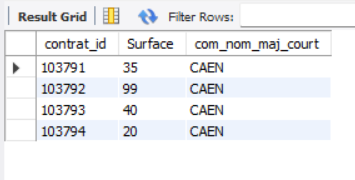 Result Grid Filter Rows:
contrat_id Surface com_nom_maj_court
103791 35 CAEN
103792 99 CAEN
103793 40 CAEN
103794 20 CAEN